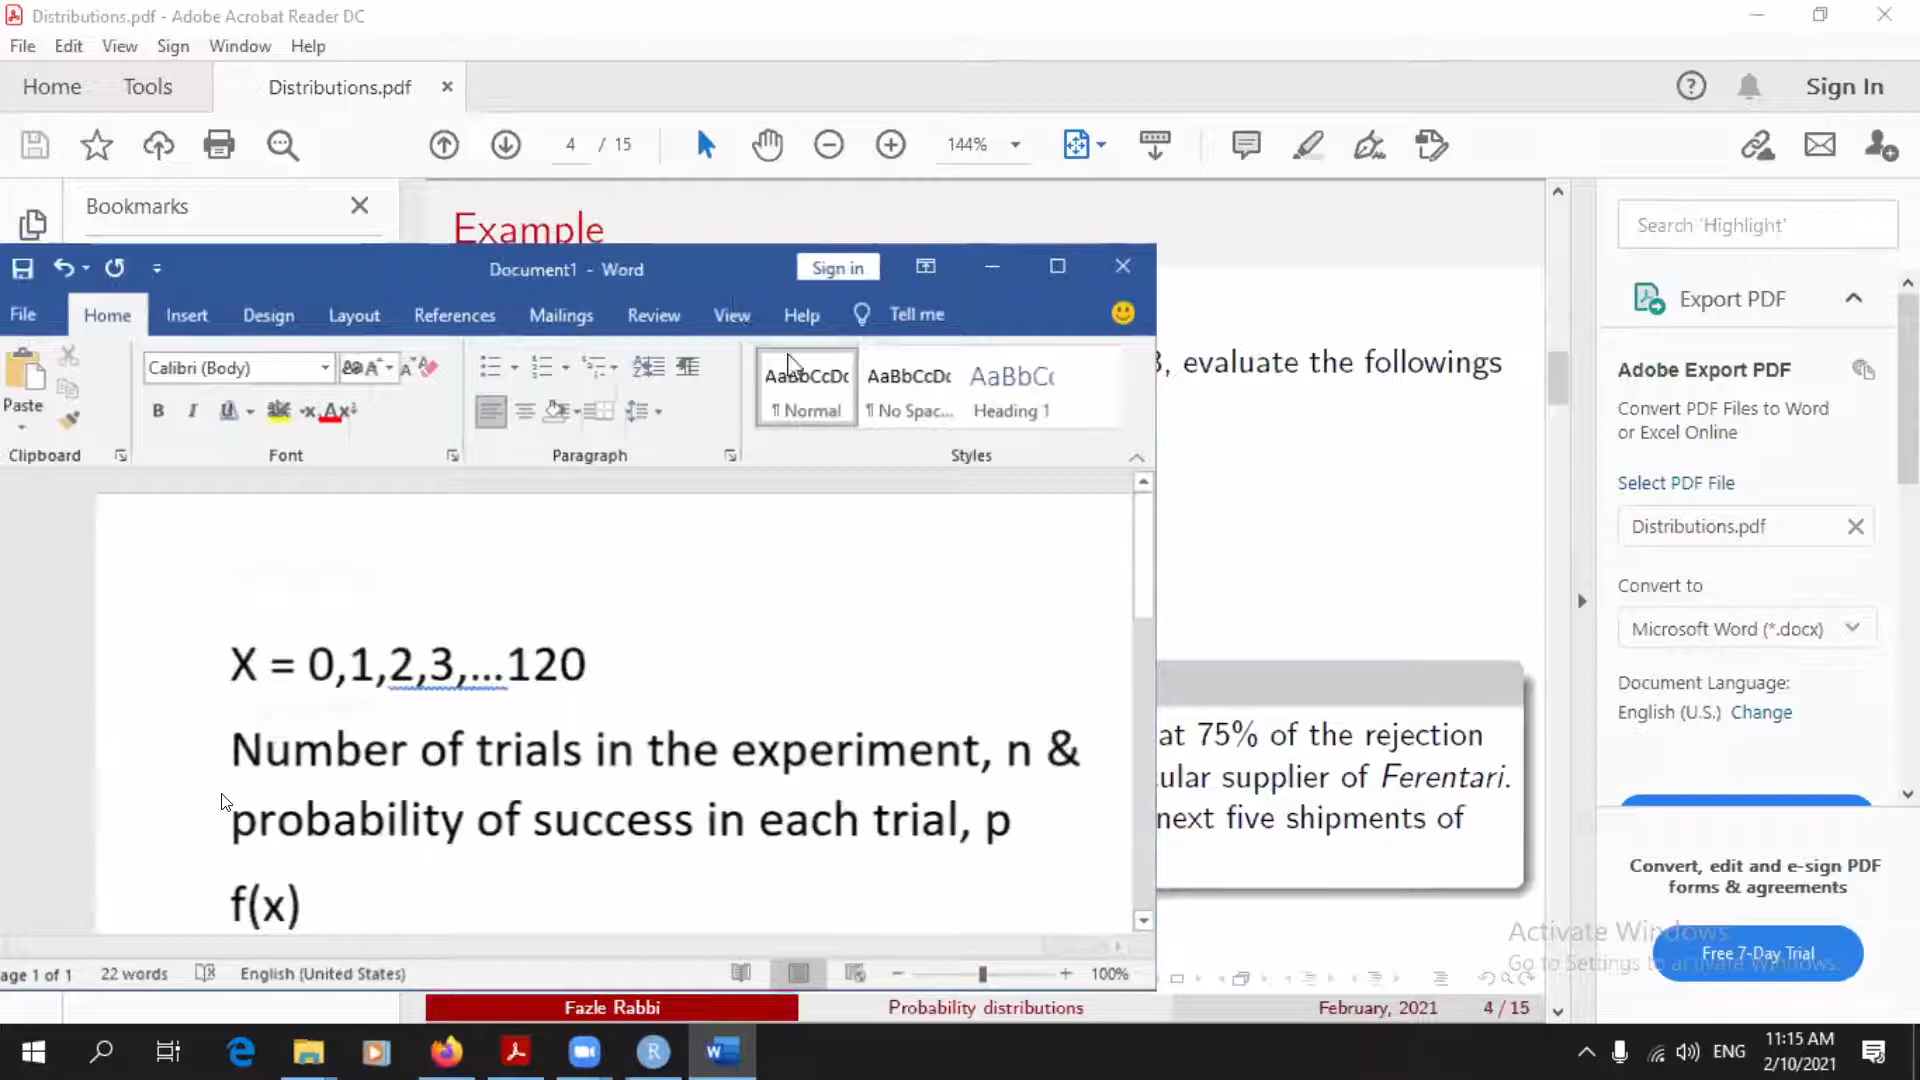 Distributions.pdf - Adobe Acrobat Reader DC
File Edit View Sign Window Help
Home Tools Distributions.pdf × Sign In
4 / 15 144%
Bookmarks
Example
Search 'Highlight'
Document1 - Word Sign in
File Home Insert Design Layout References Mailings Review View Help Tell me
Export PDF
Calibri (Body)
AaBbCcDc AaBbCcDc AaBbCc
3, evaluate the followings
Adobe Export PDF
Paste
B I
¶ Normal ¶ No Spac... Heading 1
Convert PDF Files to Word
or Excel Online
Clipboard Font Paragraph Styles
Select PDF File
Distributions.pdf
Convert to
Microsoft Word (*.docx)
X = 0,1,2,3,...120
Document Language:
English (U.S.) Change
Number of trials in the experiment, n &
probability of success in each trial, p
f(x)
at 75% of the rejection
cular supplier of Ferentari.
next five shipments of
Convert, edit and e-sign PDF
forms & agreements
Activate Windows
Go to Settings to activate Windows.
Free 7-Day Trial
age 1 of 1 22 words English (United States) 100%
Fazle Rabbi Probability distributions February, 2021 4 / 15
11:15 AM
ENG
2/10/2021